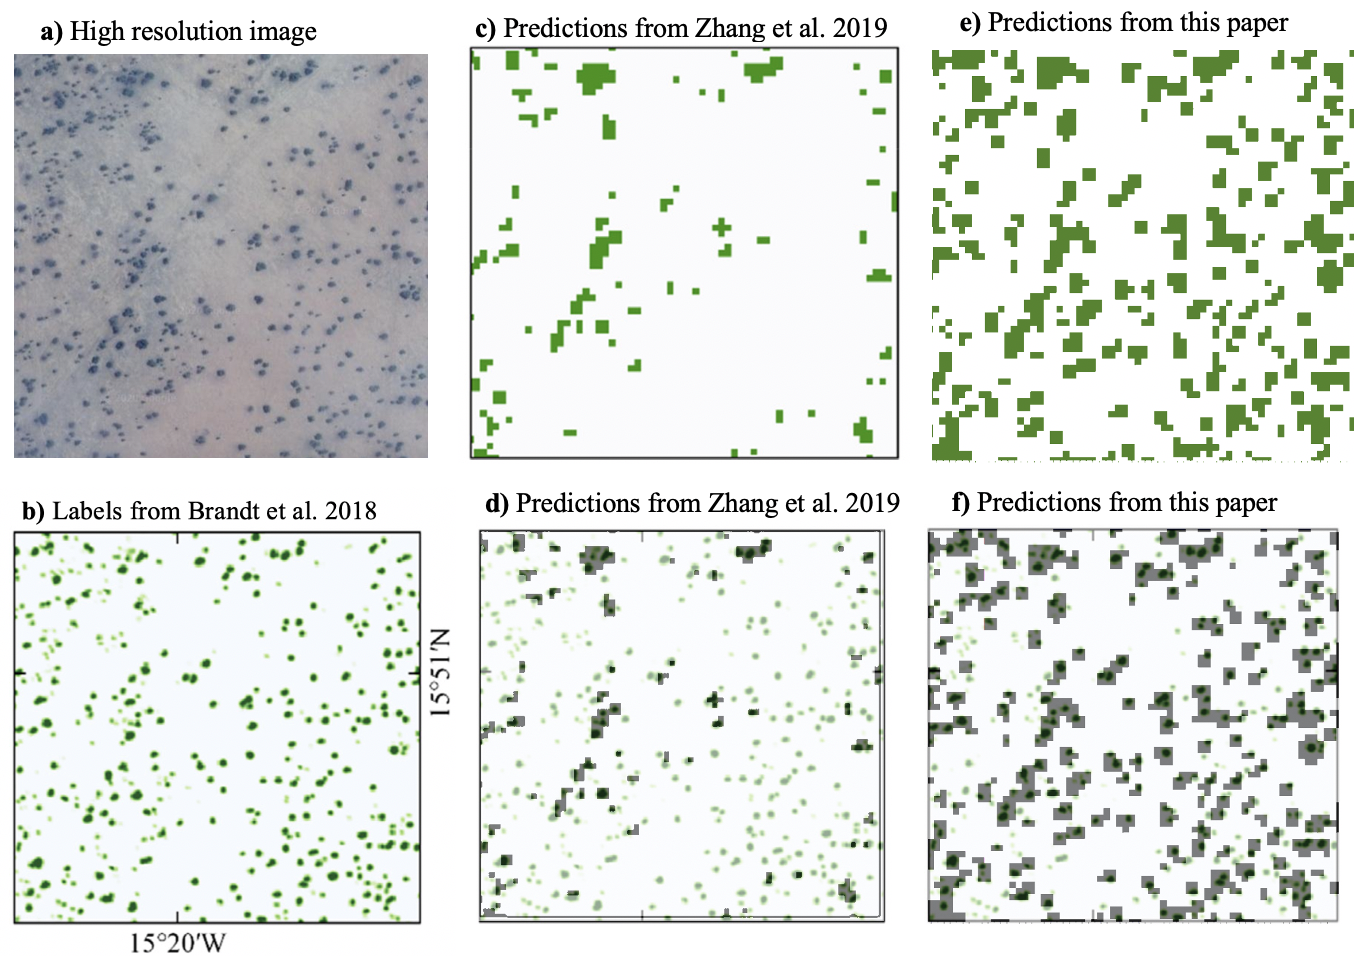 a) High resolution image
c) Predictions from Zhang et al. 2019
e) Predictions from this paper
b) Labels from Brandt et al. 2018
d) Predictions from Zhang et al. 2019
f) Predictions from this paper
15°51'N
15°20'W